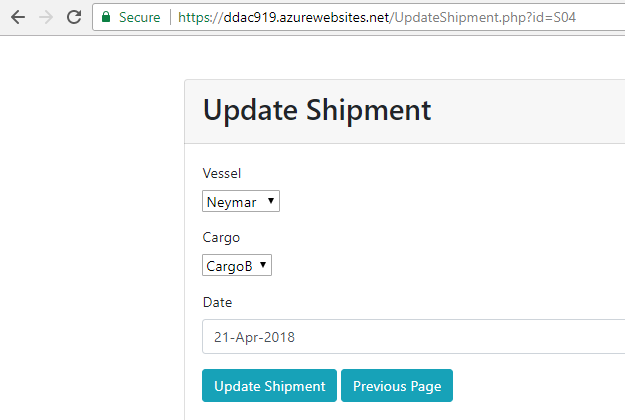 Secure https://ddac919.azurewebsites.net/UpdateShipment.php?id=S04
Update Shipment
Vessel
Neymar
Cargo
CargoB
Date
21-Apr-2018
Update Shipment Previous Page